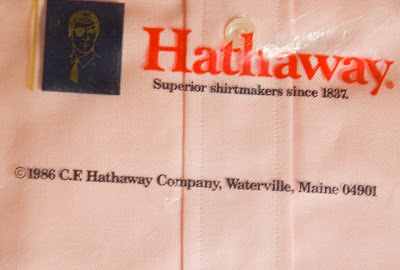 Hathaway.
Superior shirtmakers since 1837.
©1986 C.F. Hathaway Company, Waterville, Maine 04901